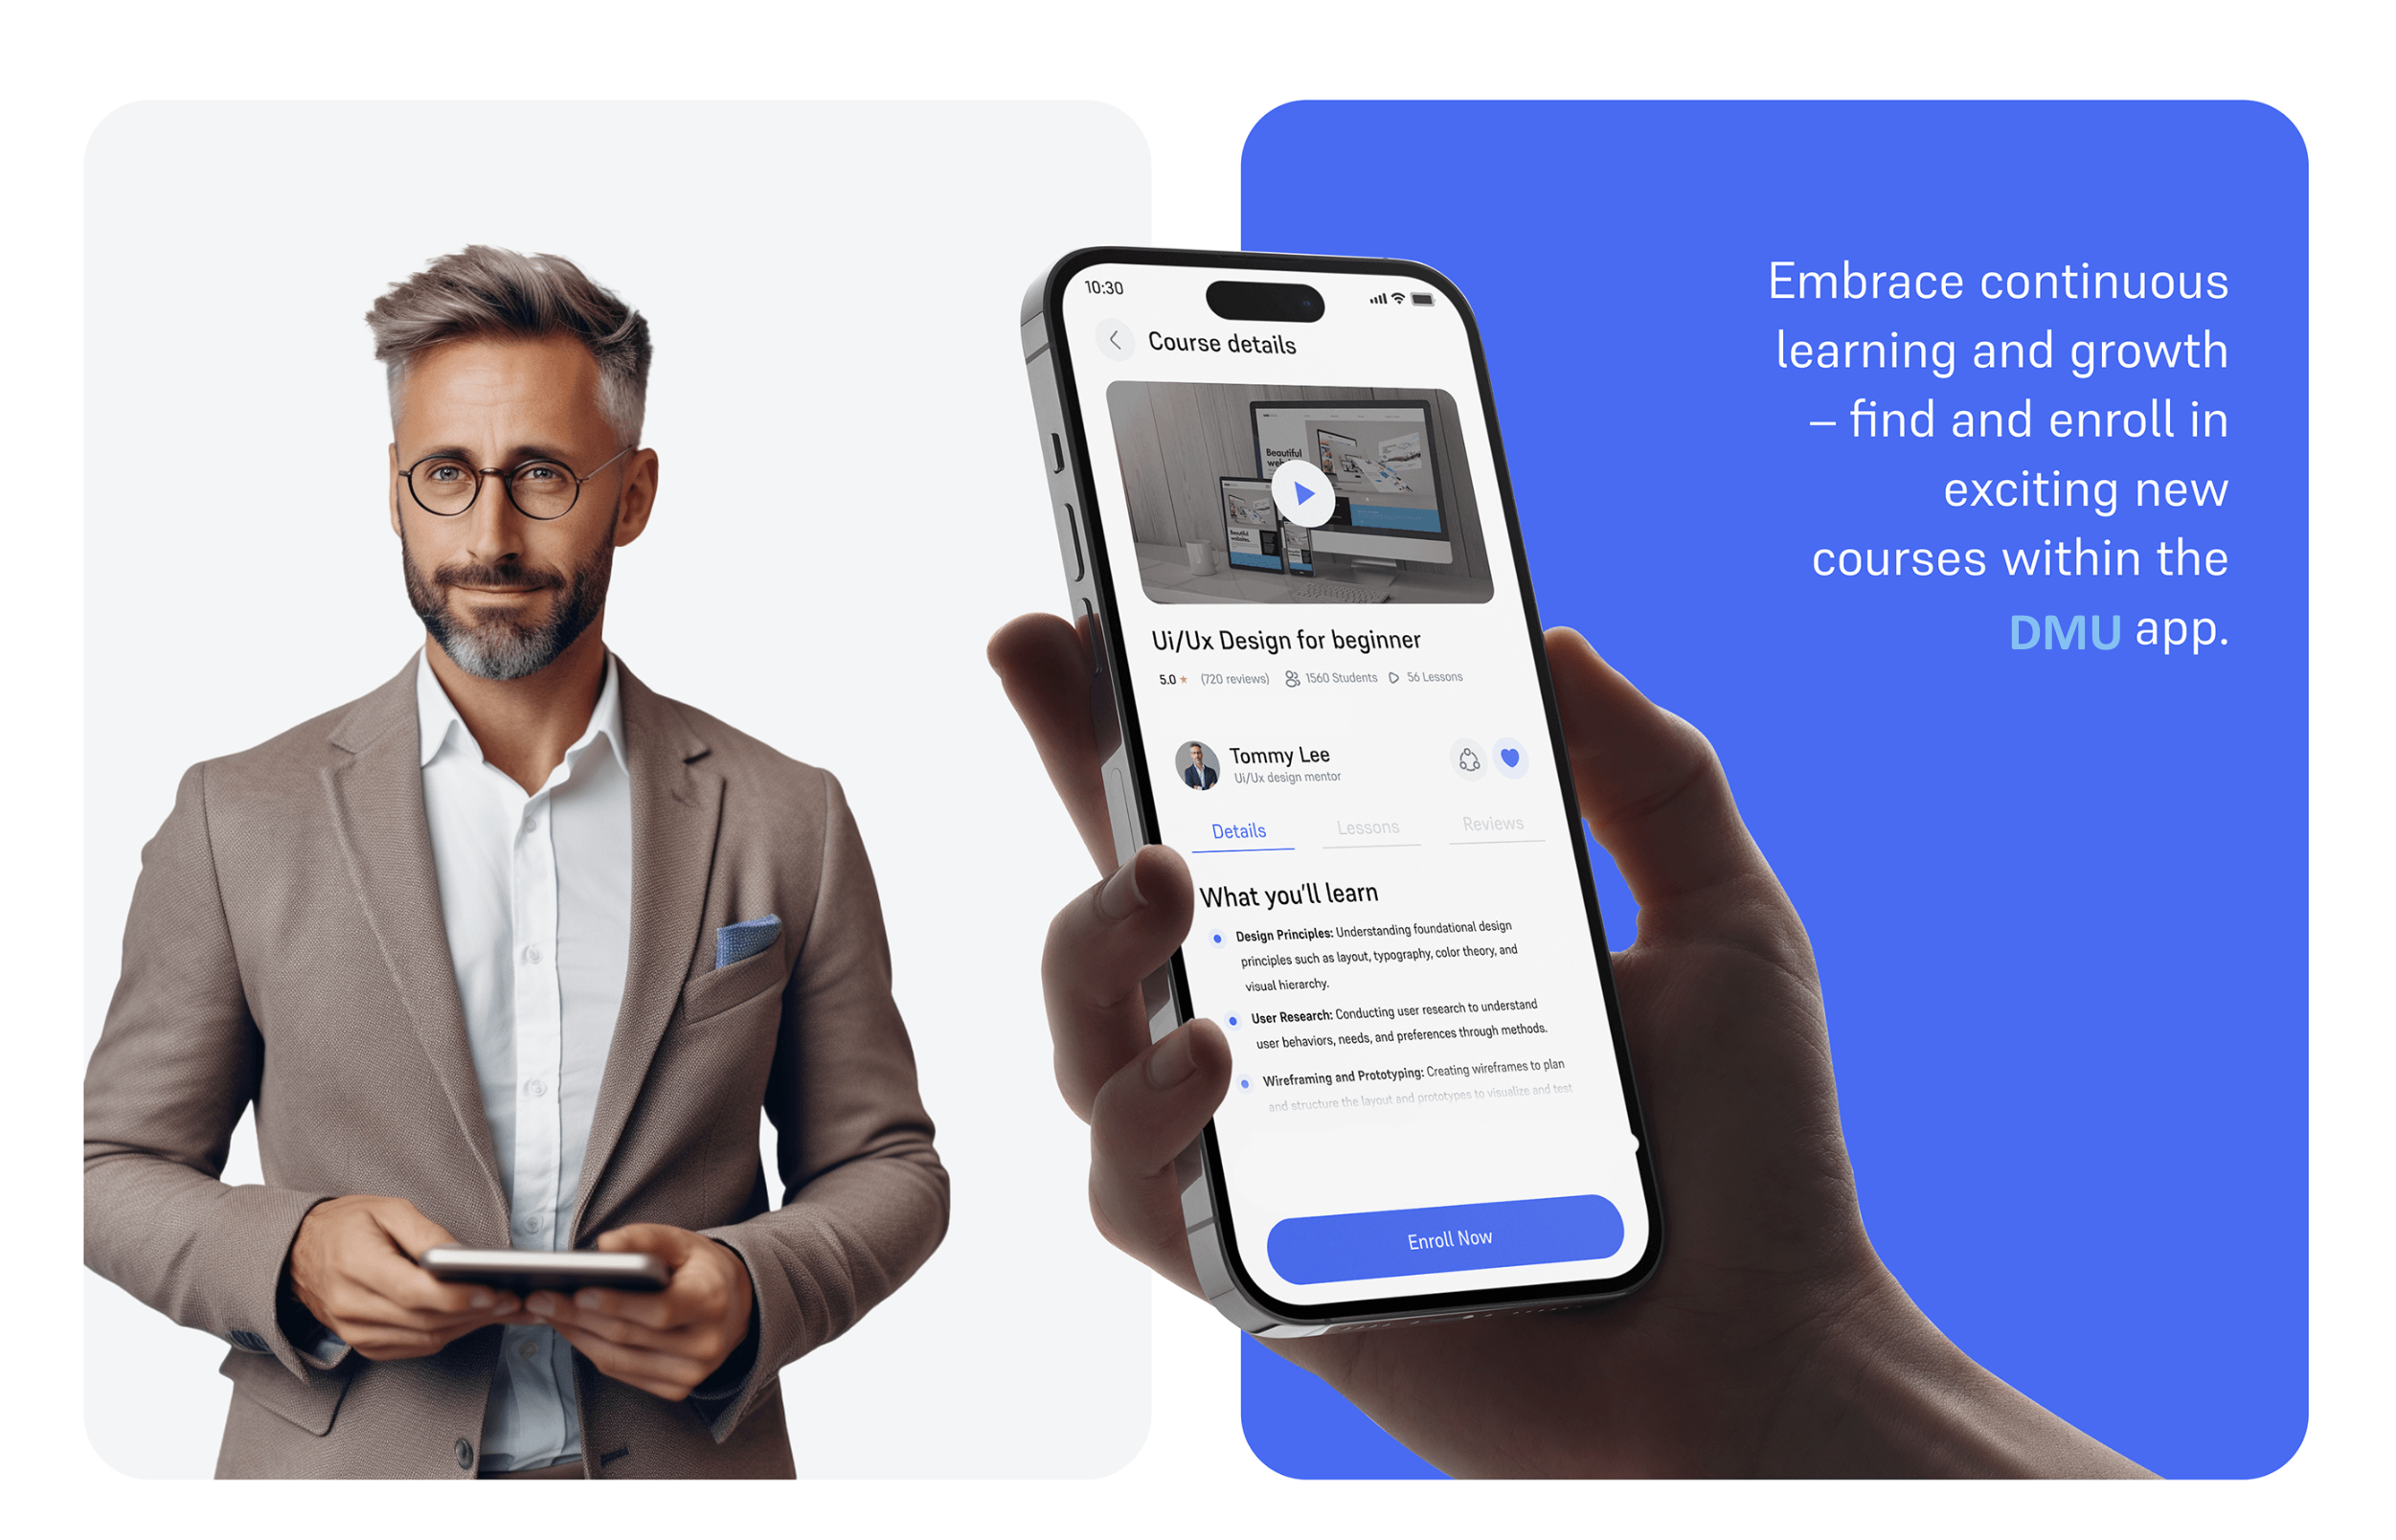 10:30
Course details
Beautiful
Ui/Ux Design for beginner
5.0 ★ (720 reviews) 1560 Students 56 Lessons
Tommy Lee
Ui/Ux design mentor
Details Lessons Reviews
What you'll learn
Design Principles: Understanding foundational design
principles such as layout, typography, color theory, and
visual hierarchy.
User Research: Conducting user research to understand
user behaviors, needs, and preferences through methods.
Wireframing and Prototyping: Creating wireframes to plan
and structure the layout and prototypes to visualize and test
Enroll Now
Embrace continuous
learning and growth
– find and enroll in
exciting new
courses within the
DMU app.